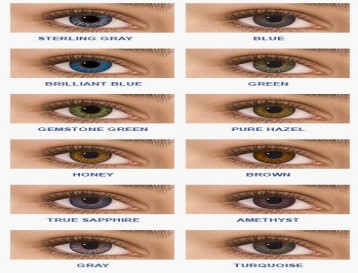 STERLING GRAY
BLUE
BRILLIANT BLUE
GREEN
GEMSTONE GREEN
PURE HAZEL
HONEY
BROWN
TRUE SAPPHIRE
AMETHYST
GRAY
TURQUOISE